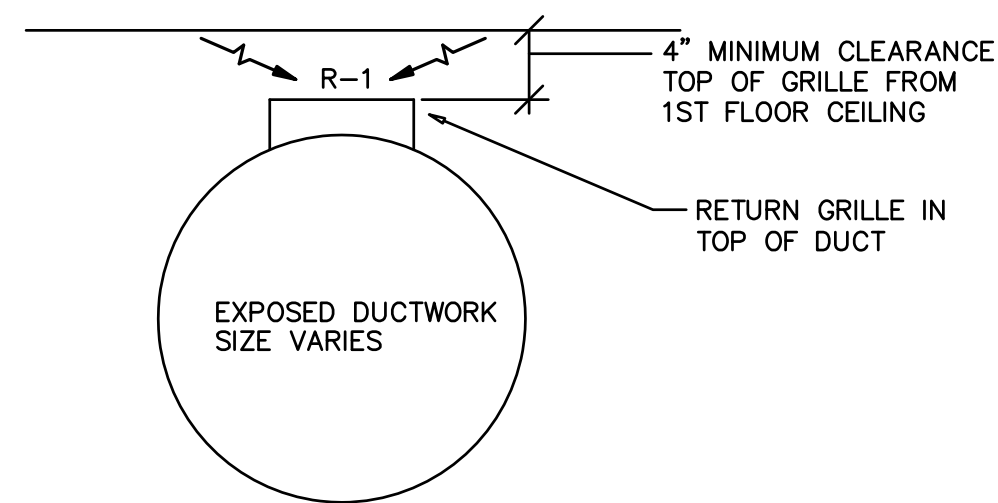 4” MINIMUM CLEARANCE
TOP OF GRILLE FROM
1ST FLOOR CEILING
R-1
RETURN GRILLE IN
TOP OF DUCT
EXPOSED DUCTWORK
SIZE VARIES